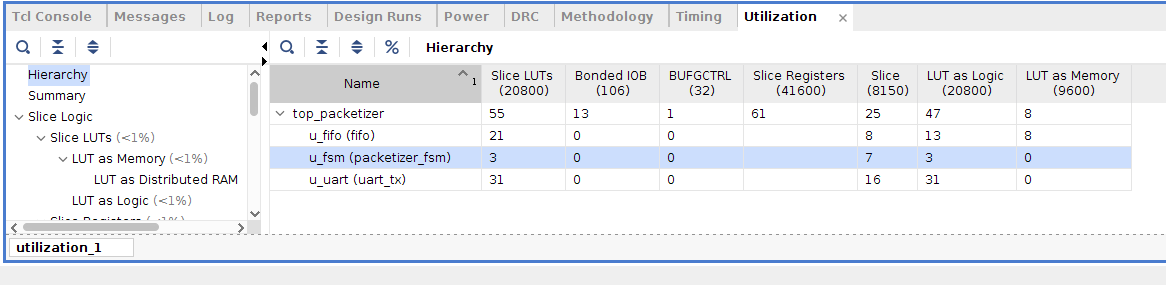 Tcl Console Messages Log Reports Design Runs Power DRC Methodology Timing Utilization ×
Hierarchy
Summary
Slice Logic
Slice LUTs (<1%)
LUT as Memory (<1%)
LUT as Distributed RAM
LUT as Logic (<1%)
Slice Registers (<1%)
% Hierarchy
Name 1 Slice LUTs (20800) Bonded IOB (106) BUFGCTRL (32) Slice Registers (41600) Slice (8150) LUT as Logic (20800) LUT as Memory (9600)
top_packetizer 55 13 1 61 25 47 8
u_fifo (fifo) 21 0 0 8 13 8
u_fsm (packetizer_fsm) 3 0 0 7 3 0
u_uart (uart_tx) 31 0 0 16 31 0
utilization_1